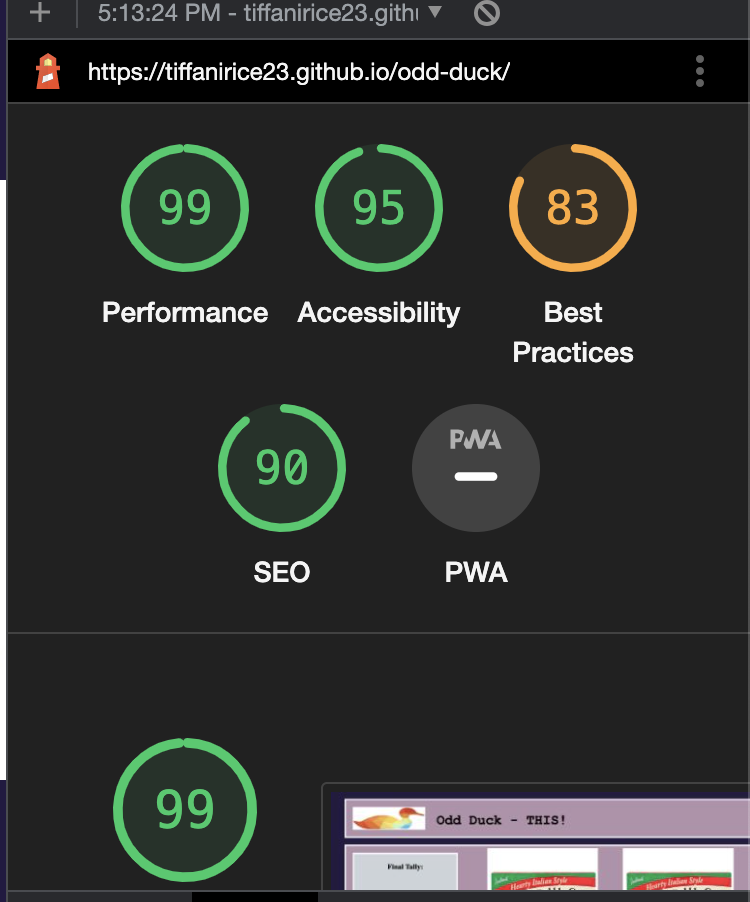 + 5:13:24 PM - tiffanirice23.gith
https://tiffanirice23.github.io/odd-duck/
99 95 83
Performance Accessibility Best
Practices
90 PWA
SEO PWA
99
Odd Duck - THIS!
Final Tally:
Hearty Italian Style Hearty Italian Style